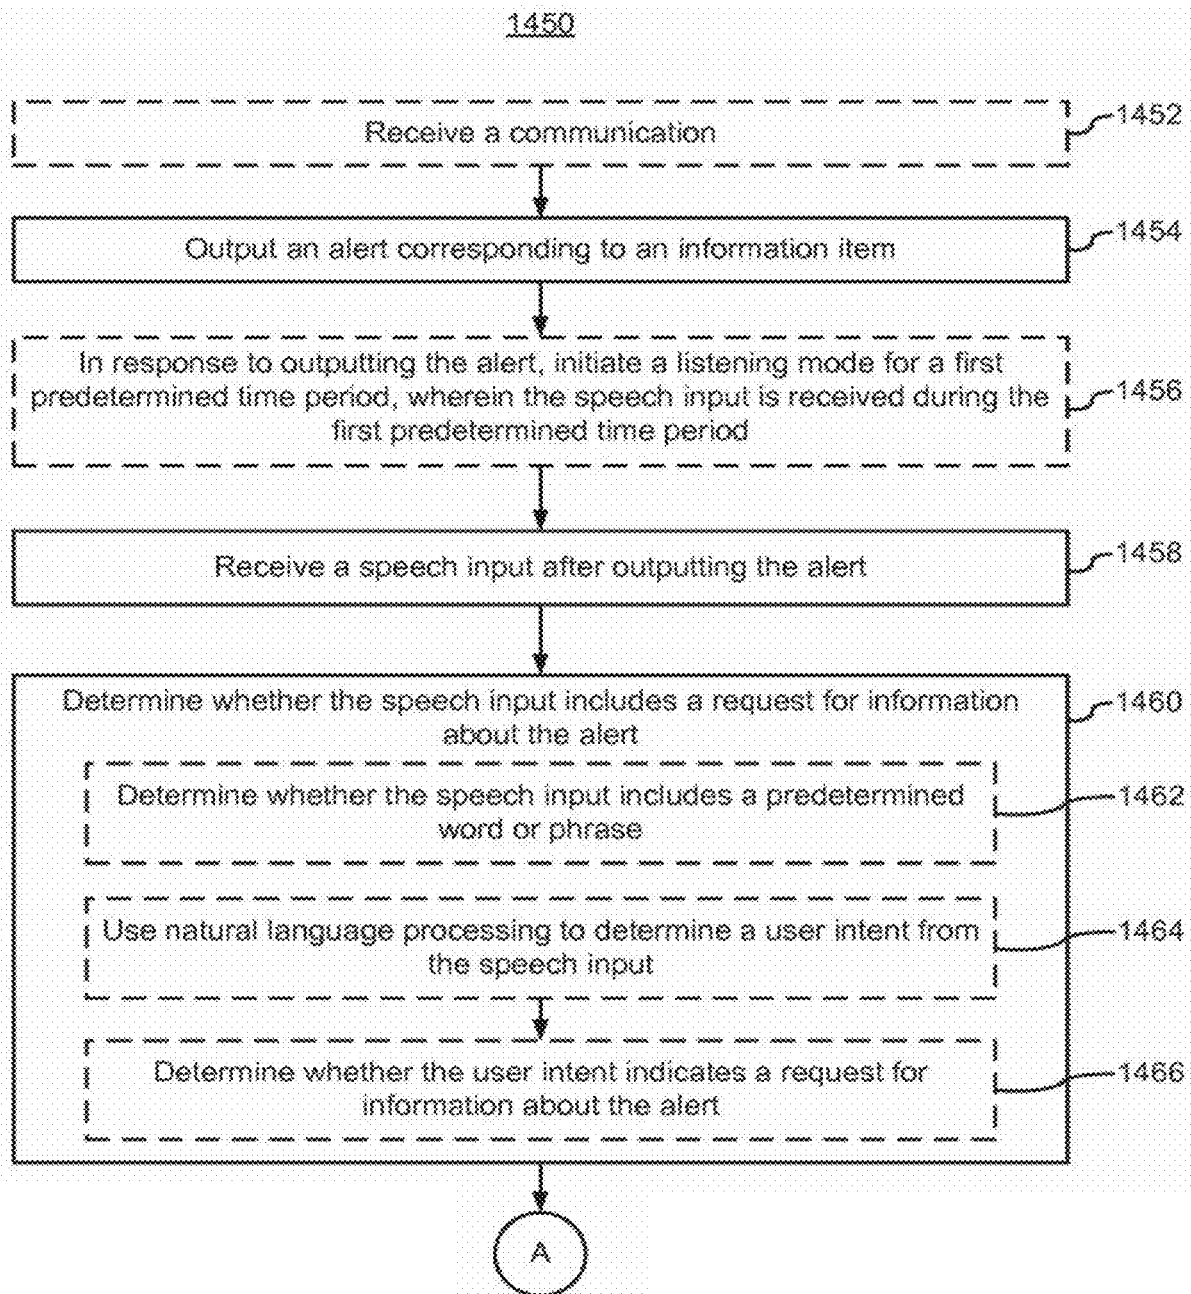 1450
Receive a communication
1452
Output an alert corresponding to an information item
1454
In response to outputting the alert, initiate a listening mode for a first
predetermined time period, wherein the speech input is received during the
first predetermined time period
1456
Receive a speech input after outputting the alert
1458
Determine whether the speech input includes a request for information
about the alert
1460
Determine whether the speech input includes a predetermined
word or phrase
1462
Use natural language processing to determine a user intent from
the speech input
1464
Determine whether the user intent indicates a request for
information about the alert
1466
A